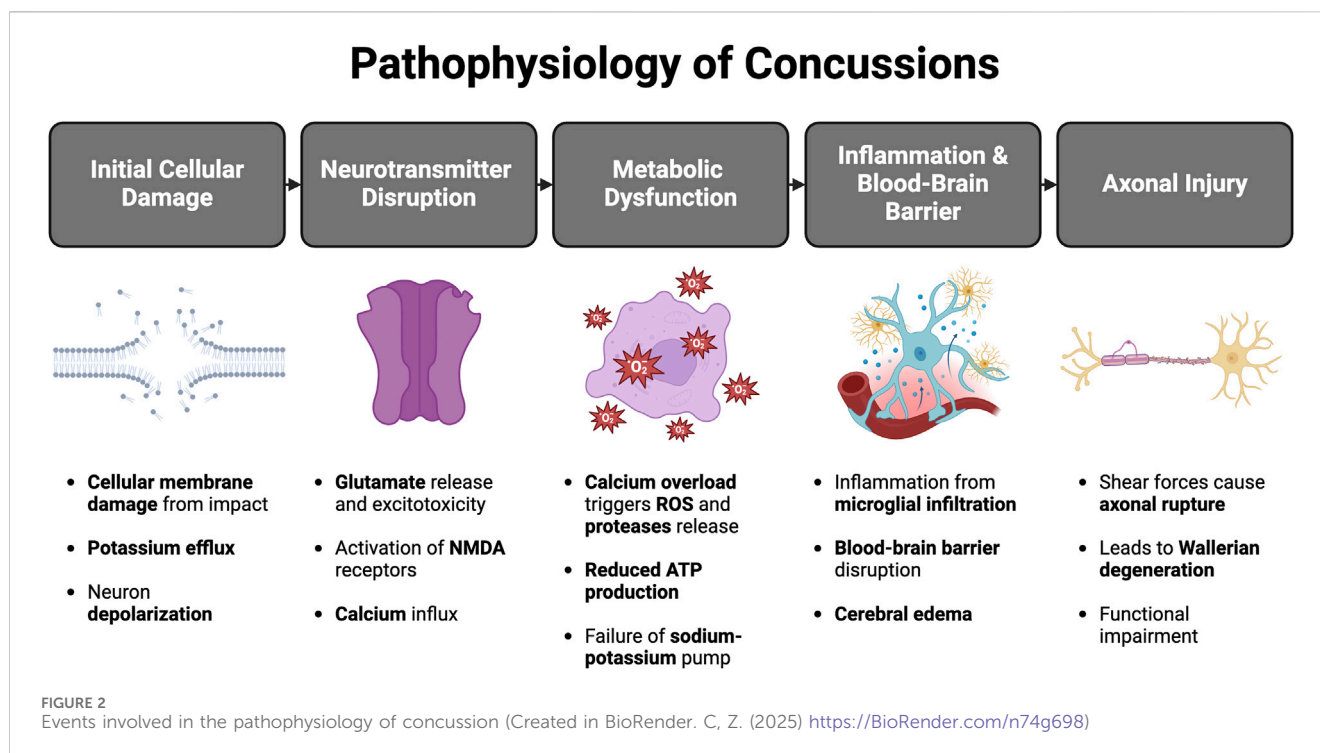 Pathophysiology of Concussions
Initial Cellular
Damage
Neurotransmitter
Disruption
Metabolic
Dysfunction
Inflammation &
Blood-Brain
Barrier
Axonal Injury
O₂⁻
O₂⁻
O₂⁻
O₂⁻
O₂⁻
O₂⁻
O₂⁻
• Cellular membrane
damage from impact
• Potassium efflux
• Neuron
depolarization
• Glutamate release
and excitotoxicity
• Activation of NMDA
receptors
• Calcium influx
• Calcium overload
triggers ROS and
proteases release
• Reduced ATP
production
• Failure of sodium-
potassium pump
• Inflammation from
microglial infiltration
• Blood-brain barrier
disruption
• Cerebral edema
• Shear forces cause
axonal rupture
• Leads to Wallerian
degeneration
• Functional
impairment
FIGURE 2
Events involved in the pathophysiology of concussion (Created in BioRender. C, Z. (2025) https://BioRender.com/n74g698)